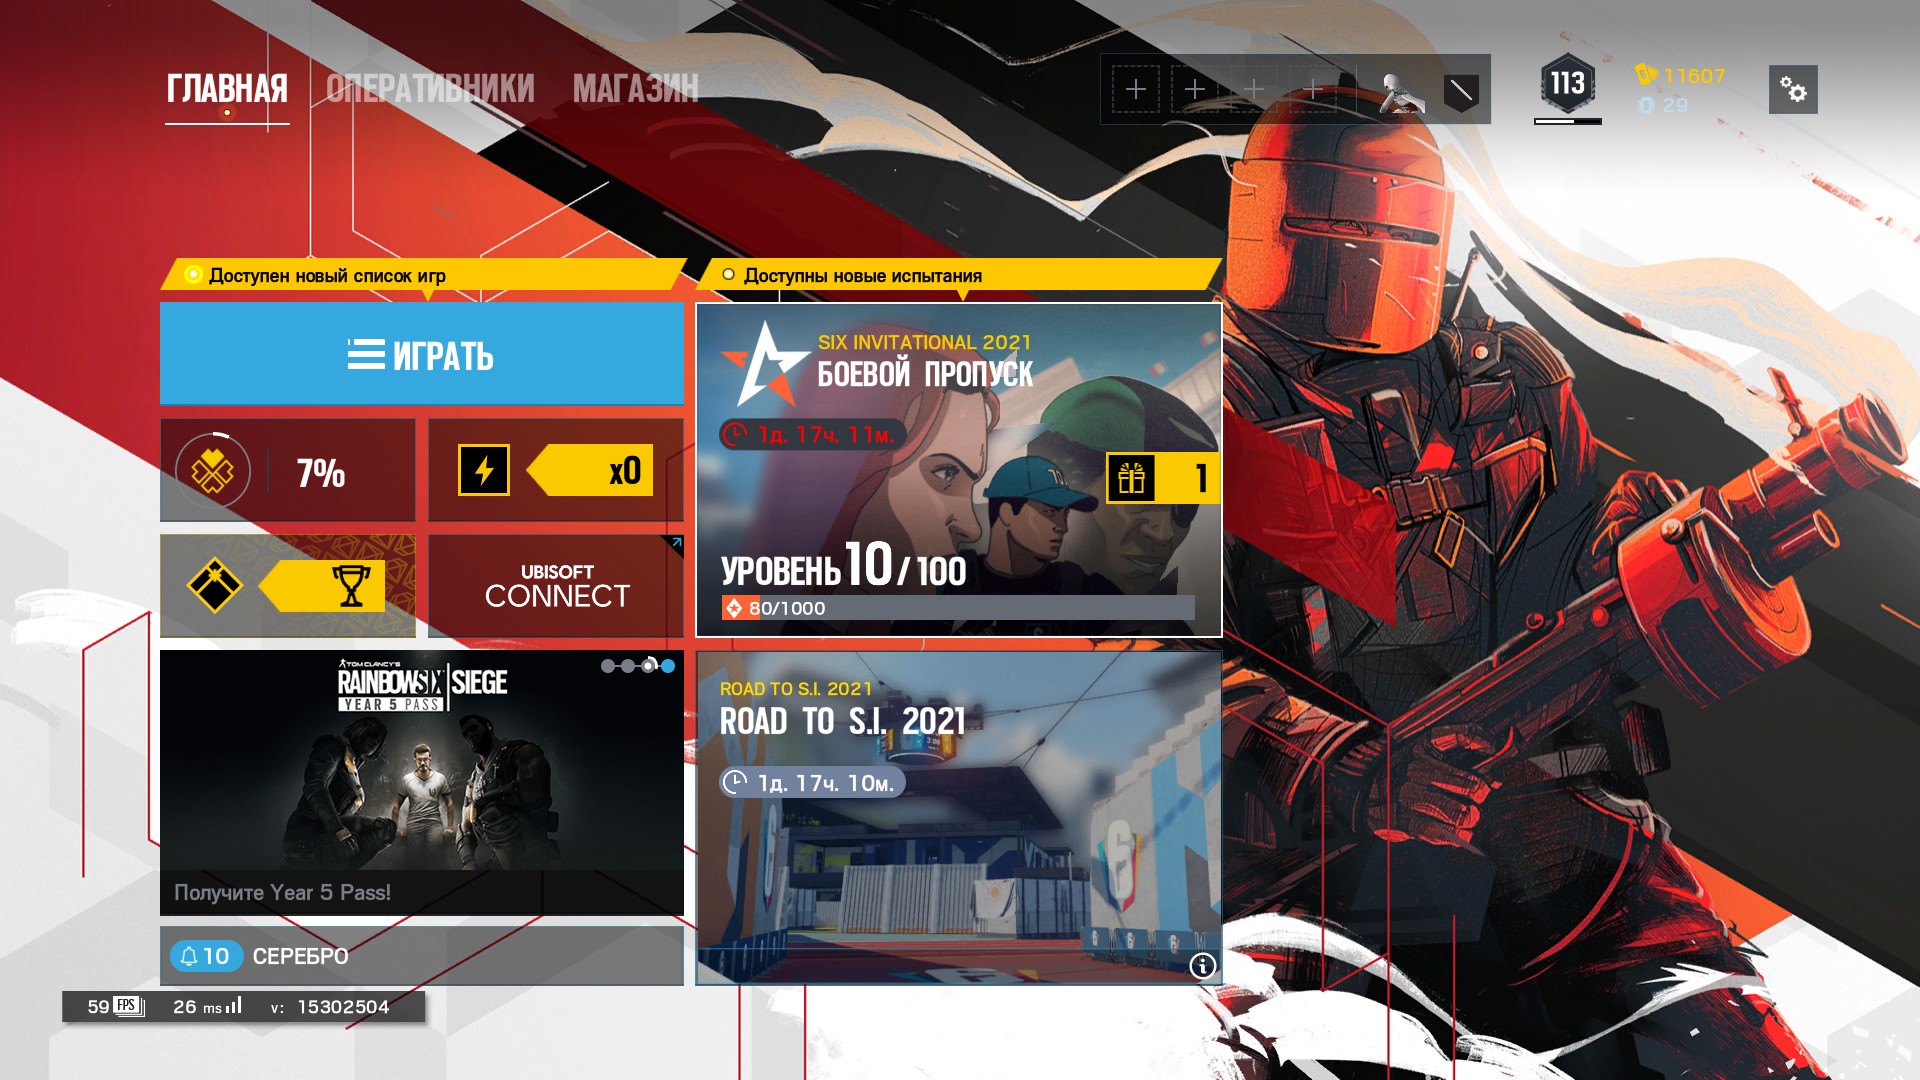 ГЛАВНАЯ ОПЕРАТИВНИКИ МАГАЗИН
113
11607
29
Доступен новый список игр
Доступны новые испытания
ИГРАТЬ
7%
x0
UBISOFT
CONNECT
SIX INVITATIONAL 2021
БОЕВОЙ ПРОПУСК
1д. 17ч. 11м.
1
УРОВЕНЬ 10 / 100
80/1000
TOM CLANCY'S
RAINBOW SIX SIEGE
YEAR 5 PASS
Получите Year 5 Pass!
ROAD TO S.I. 2021
ROAD TO S.I. 2021
1д. 17ч. 10м.
10 СЕРЕБРО
59 FPS 26 ms v: 15302504